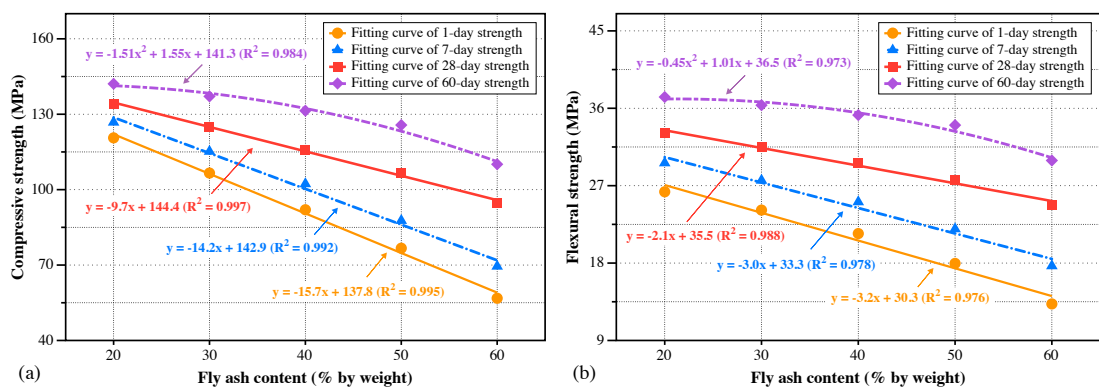 160
130
100
70
40
Compressive strength (MPa)
Fitting curve of 1-day strength
Fitting curve of 7-day strength
Fitting curve of 28-day strength
Fitting curve of 60-day strength
y = -1.51x² + 1.55x + 141.3 (R² = 0.984)
y = -9.7x + 144.4 (R² = 0.997)
y = -14.2x + 142.9 (R² = 0.992)
y = -15.7x + 137.8 (R² = 0.995)
20 30 40 50 60
(a)
Fly ash content (% by weight)
45
36
27
18
9
Flexural strength (MPa)
Fitting curve of 1-day strength
Fitting curve of 7-day strength
Fitting curve of 28-day strength
Fitting curve of 60-day strength
y = -0.45x² + 1.01x + 36.5 (R² = 0.973)
y = -2.1x + 35.5 (R² = 0.988)
y = -3.0x + 33.3 (R² = 0.978)
y = -3.2x + 30.3 (R² = 0.976)
20 30 40 50 60
(b)
Fly ash content (% by weight)